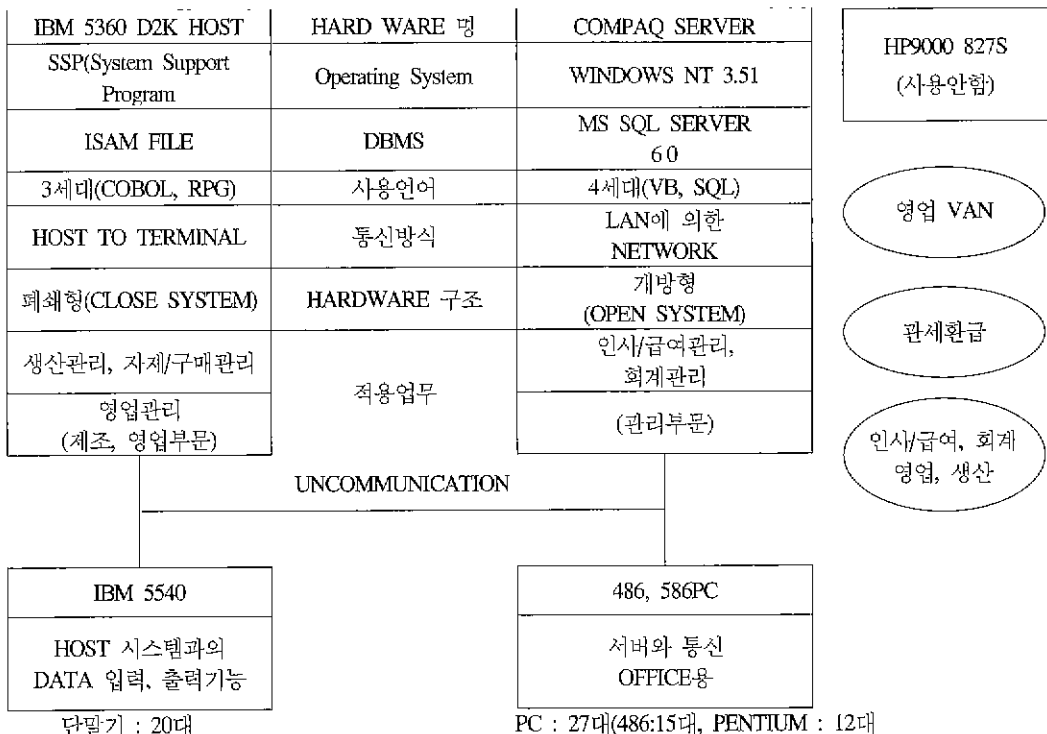 IBM 5360 D2K HOST
HARD WARE 명
COMPAQ SERVER
SSP(System Support
Program
Operating System
WINDOWS NT 3.51
ISAM FILE
DBMS
MS SQL SERVER
6 0
3세대(COBOL, RPG)
사용언어
4세대(VB, SQL)
HOST TO TERMINAL
통신방식
LAN에 의한
NETWORK
폐쇄형(CLOSE SYSTEM)
HARDWARE 구조
개방형
(OPEN SYSTEM)
생산관리, 자재/구매관리
적용업무
인사/급여관리,
회계관리
영업관리
(제조, 영업부문)
(관리부문)
HP9000 827S
(사용안함)
영업 VAN
관세환급
인사/급여, 회계
영업, 생산
UNCOMMUNICATION
IBM 5540
HOST 시스템과의
DATA 입력, 출력기능
단말기 : 20대
486, 586PC
서버와 통신
OFFICE용
PC : 27대(486:15대, PENTIUM : 12대